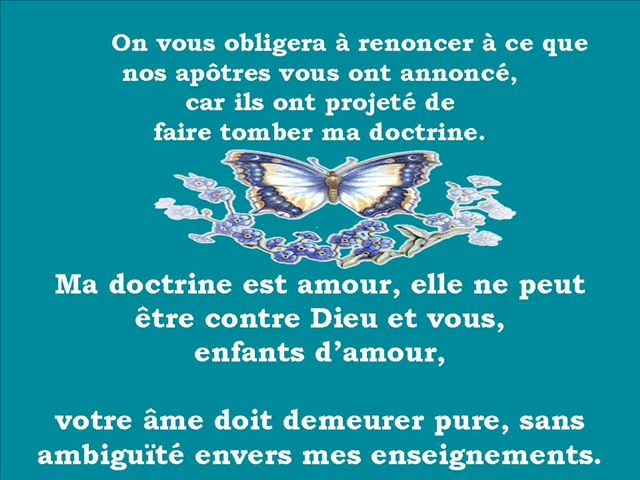 On vous obligera à renoncer à ce que
nos apôtres vous ont annoncé,
car ils ont projeté de
faire tomber ma doctrine.
Ma doctrine est amour, elle ne peut
être contre Dieu et vous,
enfants d’amour,
votre âme doit demeurer pure, sans
ambiguïté envers mes enseignements.